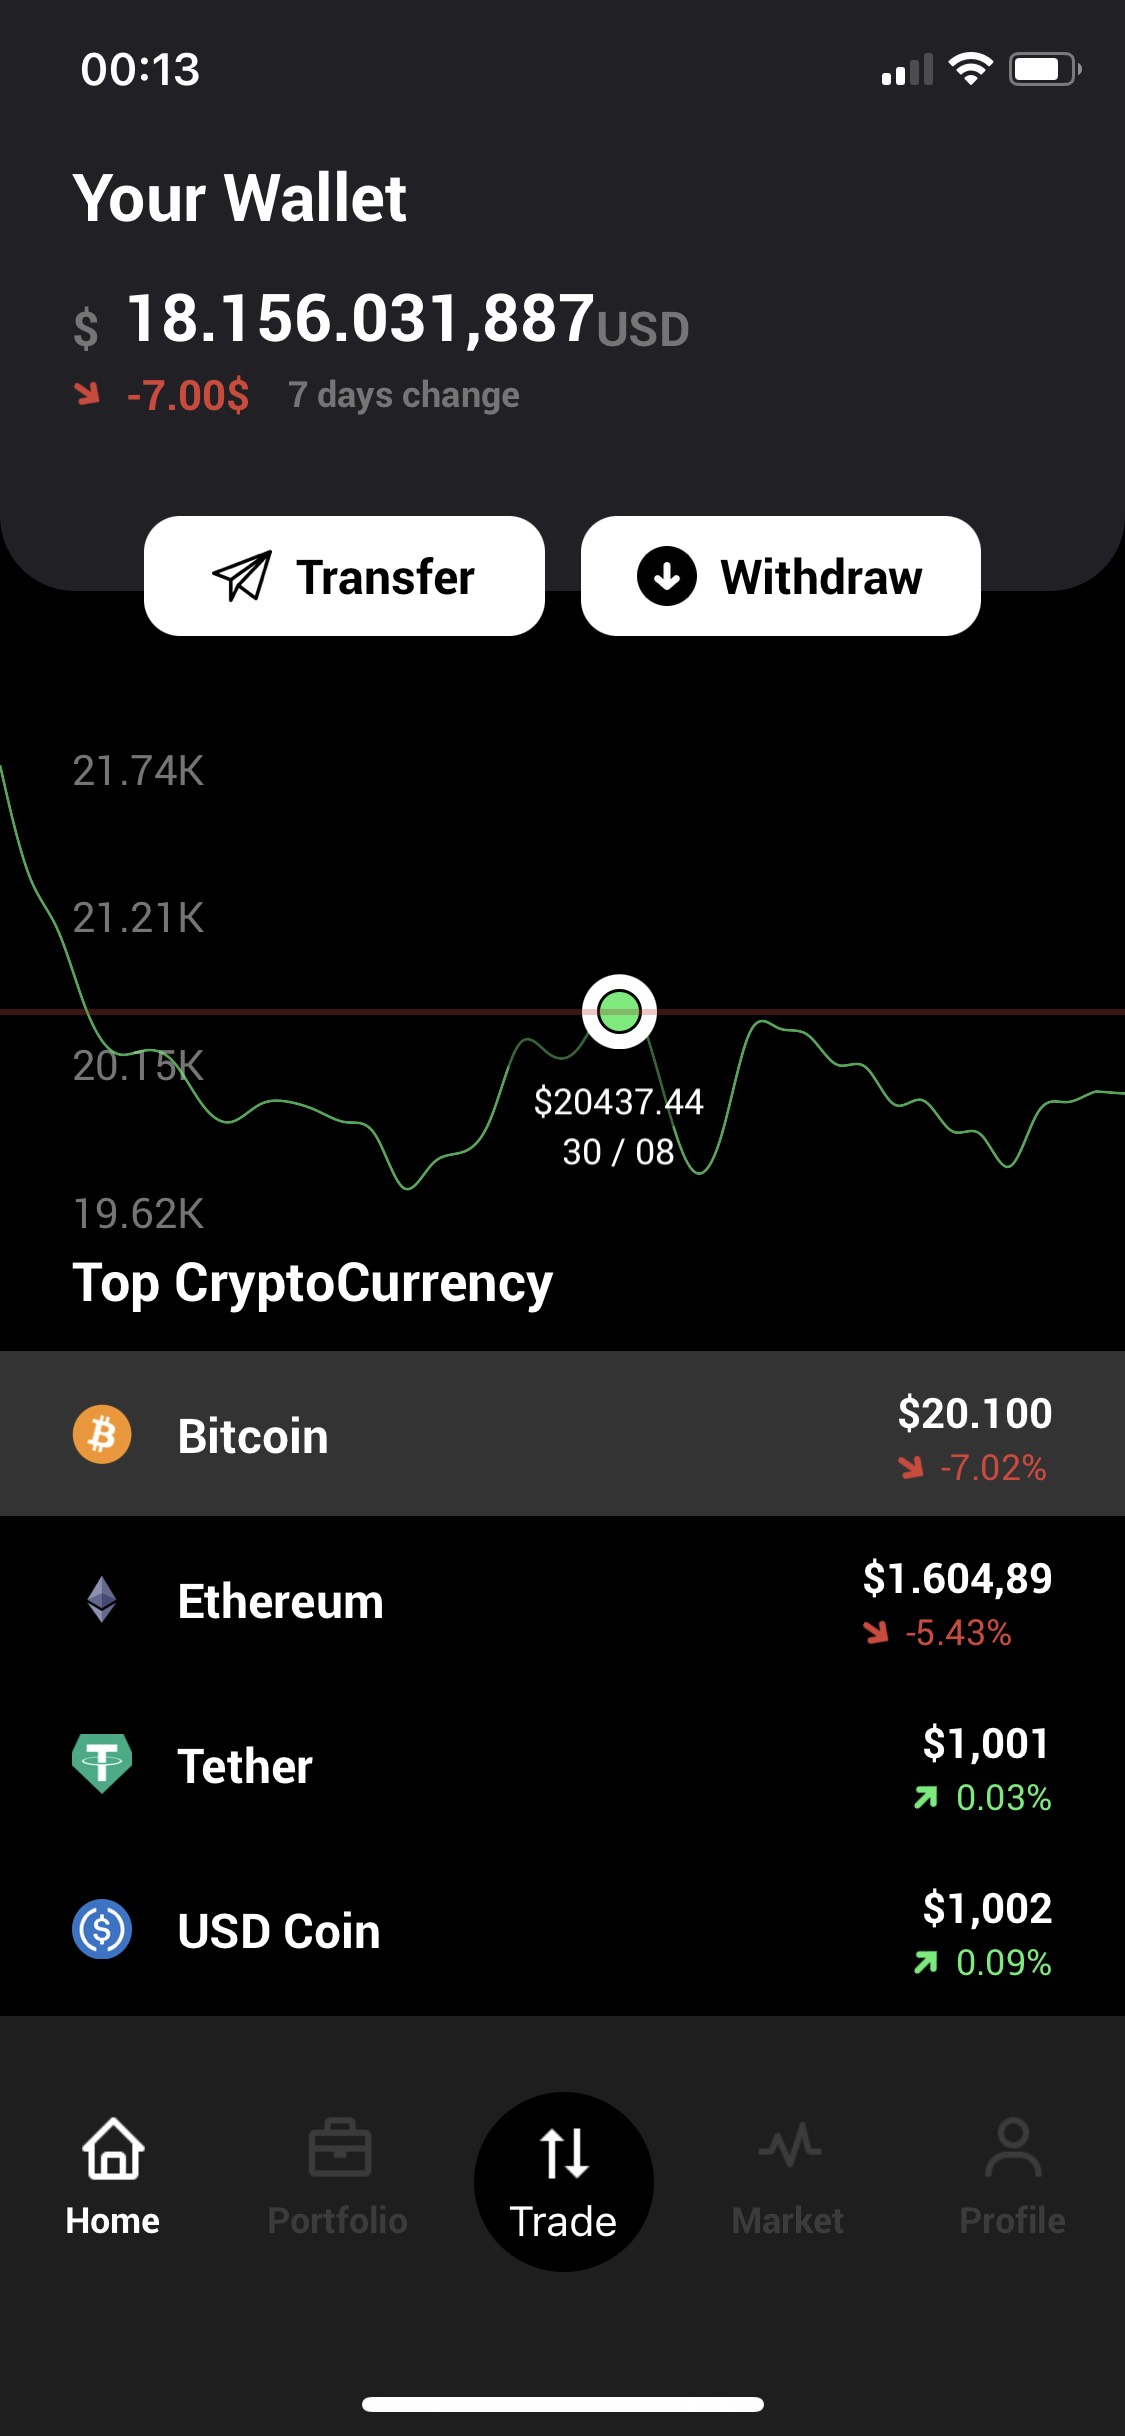 00:13
Your Wallet
$ 18.156.031,887USD
-7.00$ 7 days change
Transfer
Withdraw
21.74K
21.21K
20.15K
$20437.44
30 / 08
19.62K
Top CryptoCurrency
Bitcoin
$20.100
-7.02%
Ethereum
$1.604,89
-5.43%
Tether
$1,001
0.03%
USD Coin
$1,002
0.09%
Home
Portfolio
Trade
Market
Profile